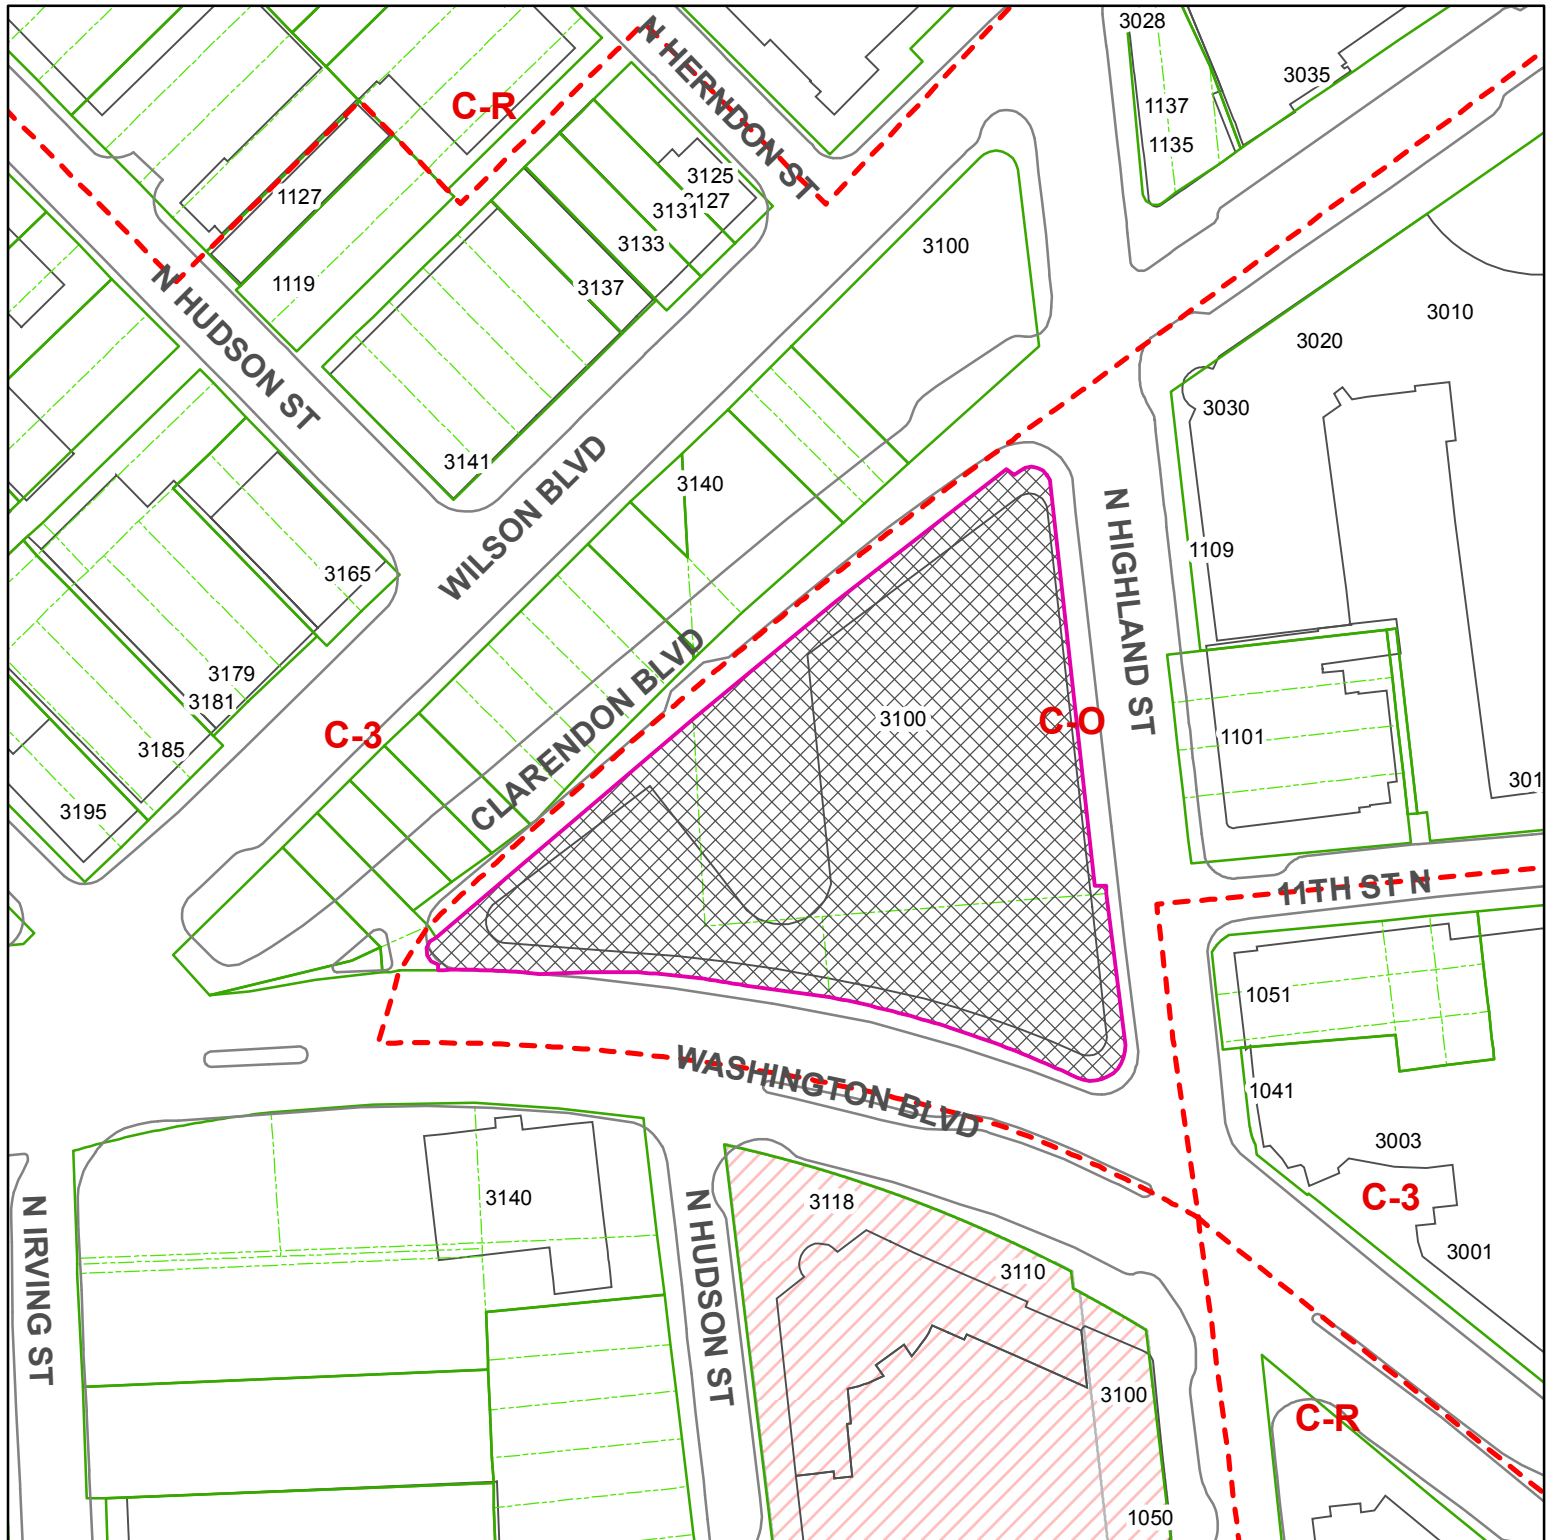 3028
N HERNDON ST
3035
C-R
1137
1135
3125
1127
3127
3131
3133
3100
1119
3137
N HUDSON ST
3010
3020
3030
3141
WILSON BLVD
3140
N HIGHLAND ST
1109
3165
CLARENDON BLVD
3179
3181
3100
C-O
C-3
1101
3185
301
3195
11TH ST N
1051
WASHINGTON BLVD
1041
3003
3140
3118
C-3
N IRVING ST
N HUDSON ST
3001
3110
3100
C-R
1050